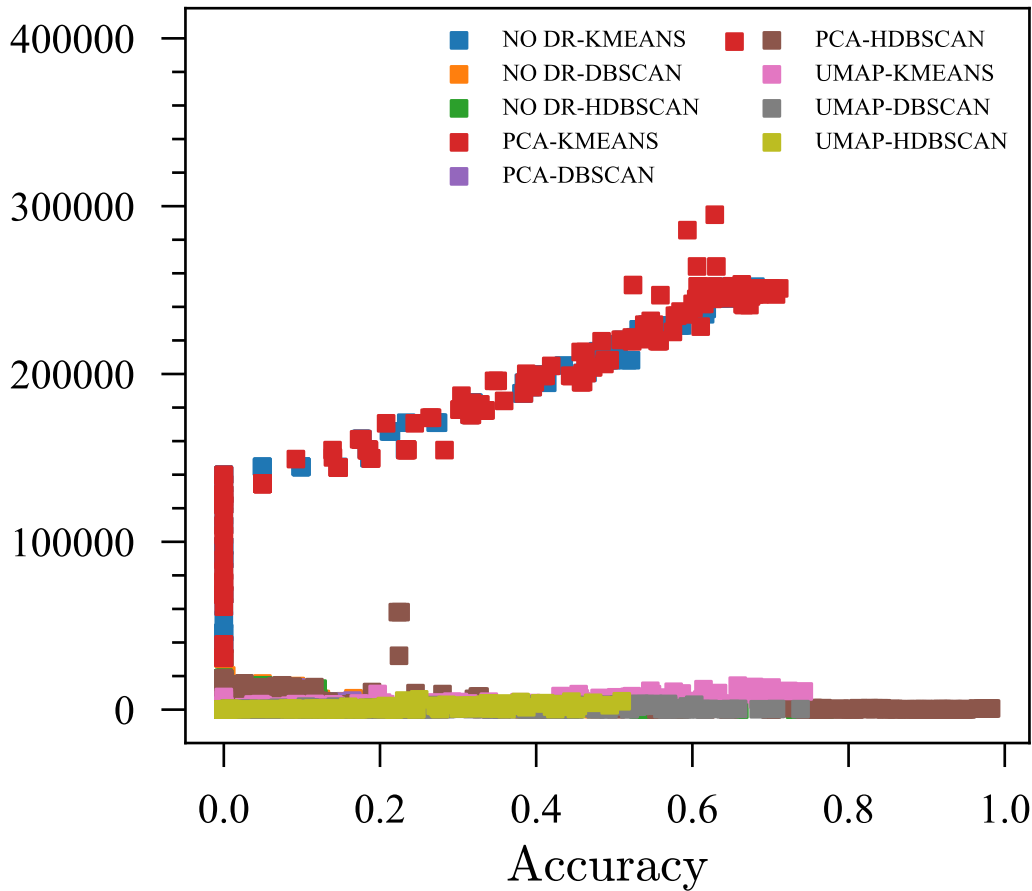 400000
300000
200000
100000
0
NO DR-KMEANS
NO DR-DBSCAN
NO DR-HDBSCAN
PCA-KMEANS
PCA-DBSCAN
PCA-HDBSCAN
UMAP-KMEANS
UMAP-DBSCAN
UMAP-HDBSCAN
0.0 0.2 0.4 0.6 0.8 1.0
Accuracy